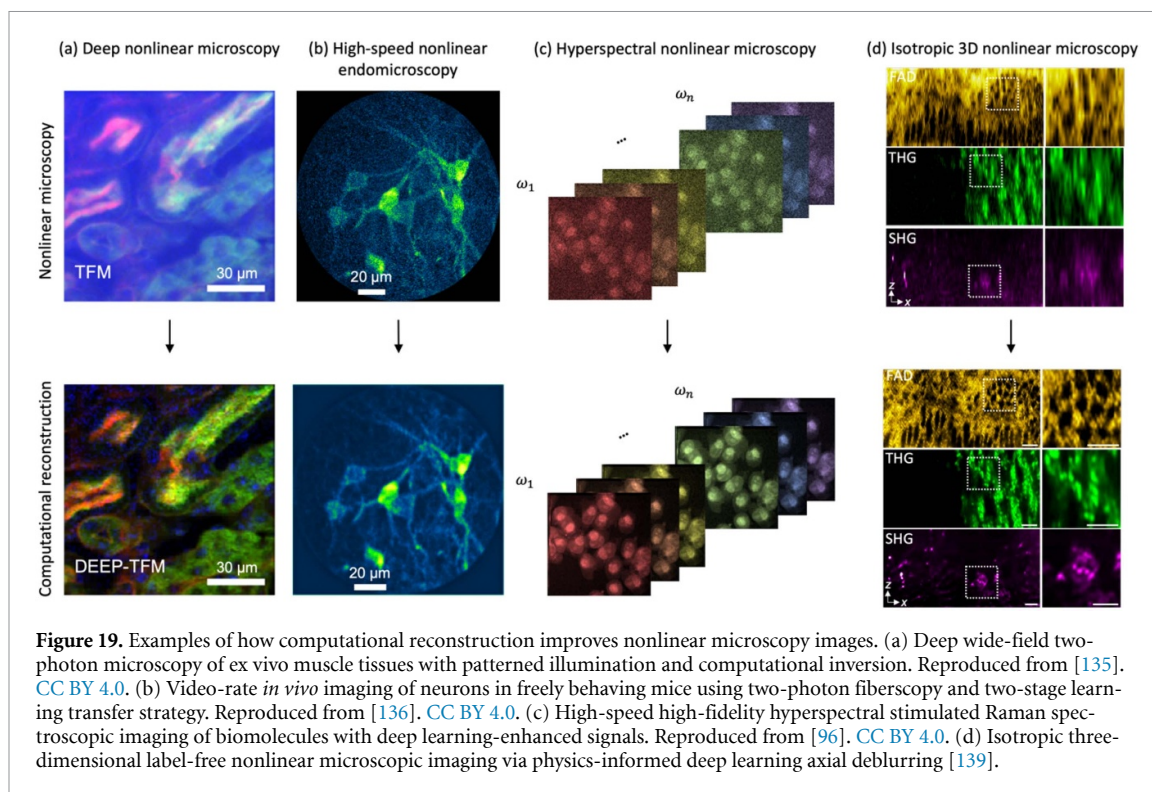 (a) Deep nonlinear microscopy
(b) High-speed nonlinear
endomicroscopy
(c) Hyperspectral nonlinear microscopy
(d) Isotropic 3D nonlinear microscopy
Nonlinear microscopy
TFM
30 μm
20 μm
ω1
...
ωn
FAD
THG
SHG
z
x
Computational reconstruction
DEEP-TFM
30 μm
20 μm
ω1
...
ωn
FAD
THG
SHG
z
x
Figure 19. Examples of how computational reconstruction improves nonlinear microscopy images. (a) Deep wide-field two-
photon microscopy of ex vivo muscle tissues with patterned illumination and computational inversion. Reproduced from [135].
CC BY 4.0. (b) Video-rate in vivo imaging of neurons in freely behaving mice using two-photon fiberscopy and two-stage learn-
ing transfer strategy. Reproduced from [136]. CC BY 4.0. (c) High-speed high-fidelity hyperspectral stimulated Raman spec-
troscopic imaging of biomolecules with deep learning-enhanced signals. Reproduced from [96]. CC BY 4.0. (d) Isotropic three-
dimensional label-free nonlinear microscopic imaging via physics-informed deep learning axial deblurring [139].